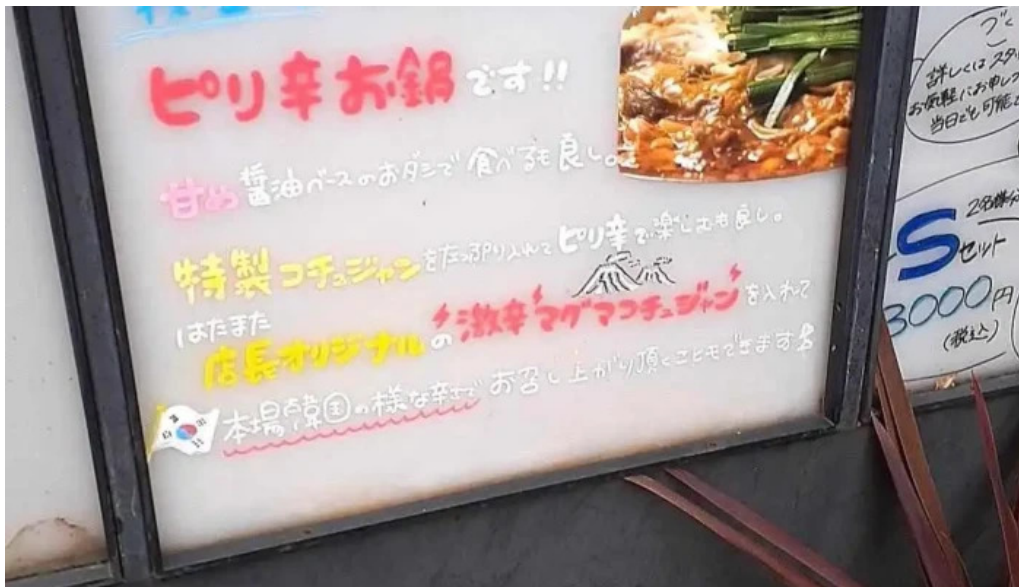 ピリ辛お鍋です!!
甘め醤油ベースのおダシで食べるも良し。
特製コチュジャンをたっぷり入れてピリ辛で楽しむも良し。
はたまた
店長オリジナルの激辛マグマコチュジャンを入れて
本場韓国の様な辛さでお召し上がり頂くこともできます
づく
詳しくはスタ
お気軽にお申し
当日でも可能
2名様分
Sセット
3000円
(税込)